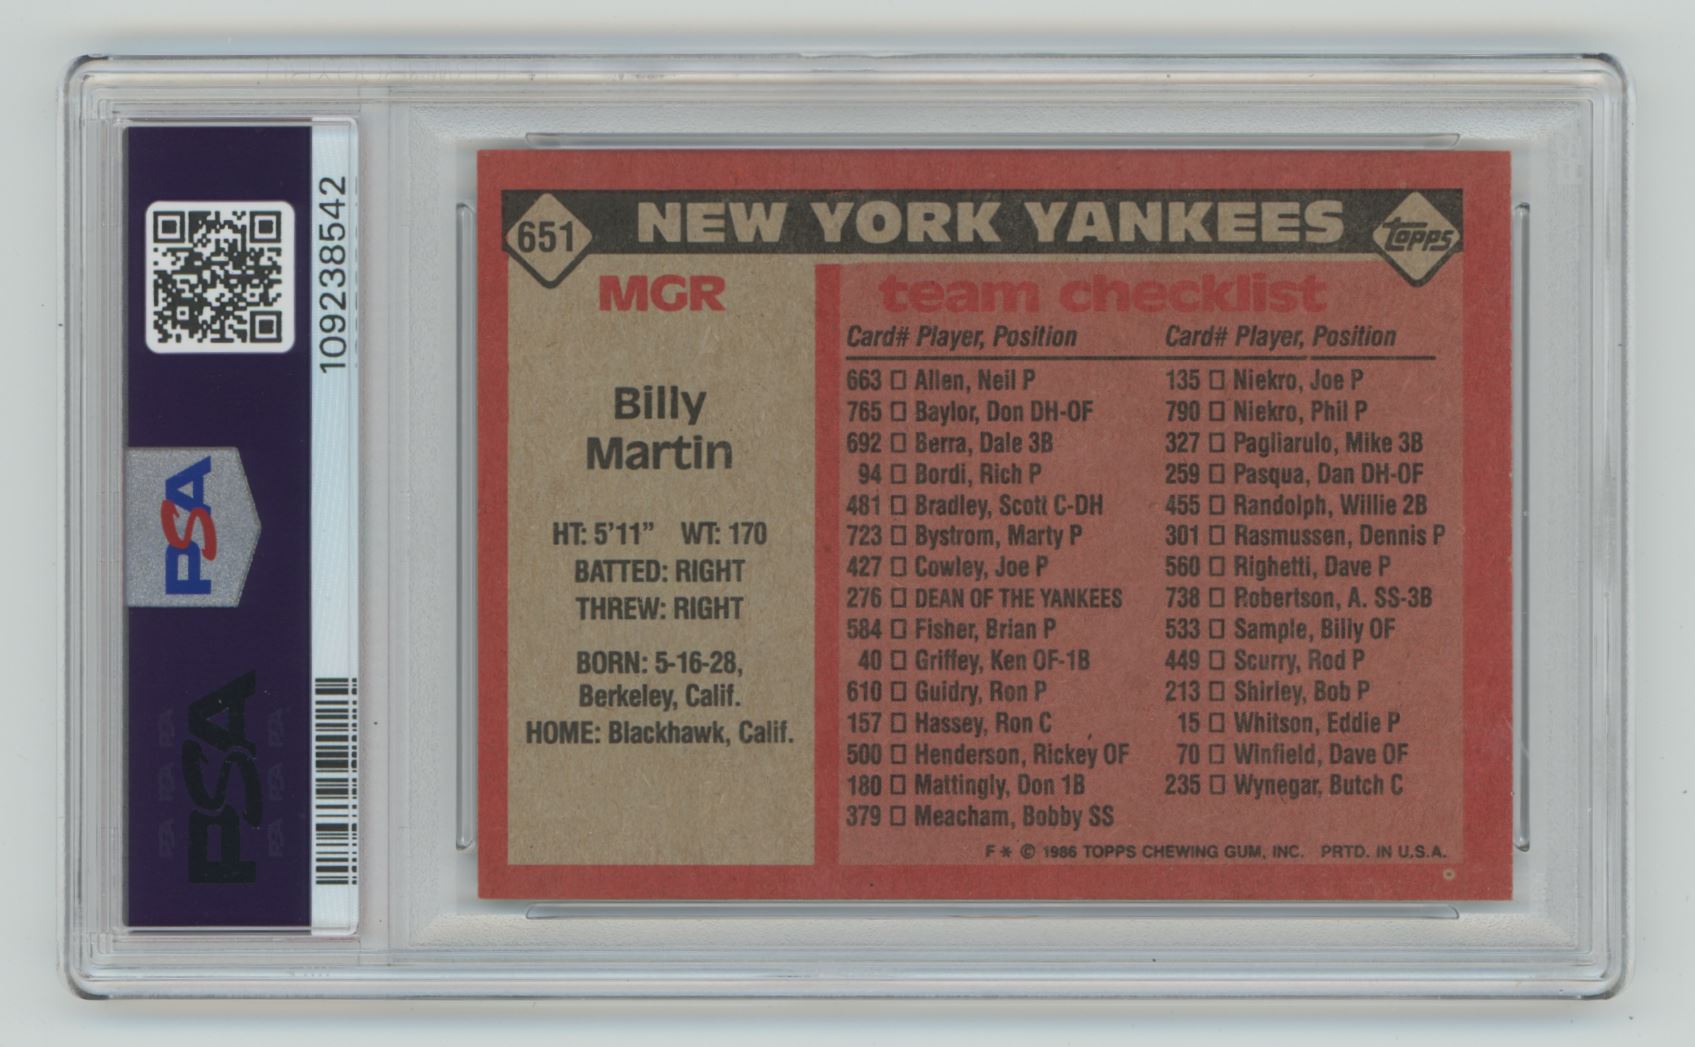 109238542
PSA
PSA
651
NEW YORK YANKEES
topps
MGR
Billy
Martin
HT: 5'11" WT: 170
BATTED: RIGHT
THREW: RIGHT
BORN: 5-16-28,
Berkeley, Calif.
HOME: Blackhawk, Calif.
team checklist
Card# Player, Position
663 □ Allen, Neil P
765 □ Baylor, Don DH-OF
692 □ Berra, Dale 3B
94 □ Bordi, Rich P
481 □ Bradley, Scott C-DH
723 □ Bystrom, Marty P
427 □ Cowley, Joe P
276 □ DEAN OF THE YANKEES
584 □ Fisher, Brian P
40 □ Griffey, Ken OF-1B
610 □ Guidry, Ron P
157 □ Hassey, Ron C
500 □ Henderson, Rickey OF
180 □ Mattingly, Don 1B
379 □ Meacham, Bobby SS
Card# Player, Position
135 □ Niekro, Joe P
790 □ Niekro, Phil P
327 □ Pagliarulo, Mike 3B
259 □ Pasqua, Dan DH-OF
455 □ Randolph, Willie 2B
301 □ Rasmussen, Dennis P
560 □ Righetti, Dave P
738 □ Robertson, A. SS-3B
533 □ Sample, Billy OF
449 □ Scurry, Rod P
213 □ Shirley, Bob P
15 □ Whitson, Eddie P
70 □ Winfield, Dave OF
235 □ Wynegar, Butch C
F * © 1986 TOPPS CHEWING GUM, INC. PRTD. IN U.S.A.